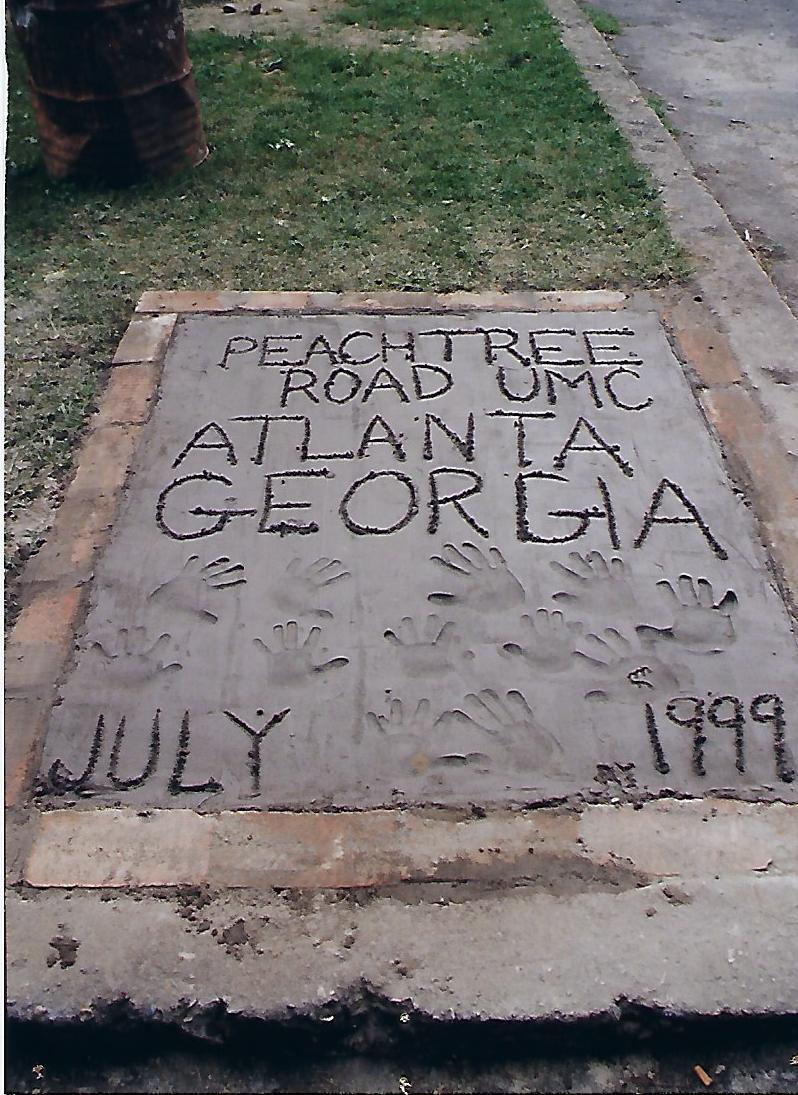 PEACHTREE
ROAD UMC
ATLANTA
GEORGIA
JULY 1999